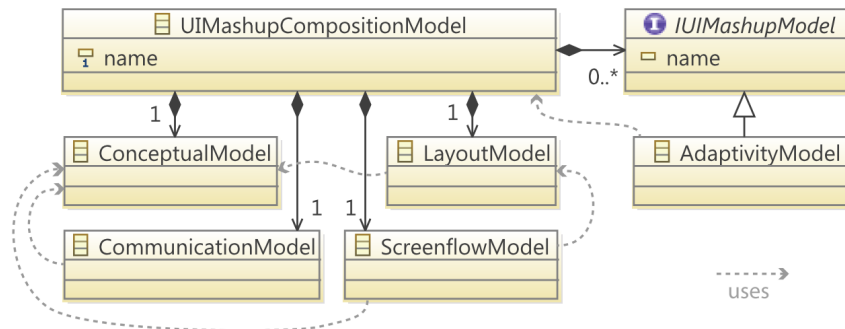 UIMashupCompositionModel
name
I IUIMashupModel
name
0..*
1
1
ConceptualModel
LayoutModel
AdaptivityModel
1
1
CommunicationModel
ScreenflowModel
uses